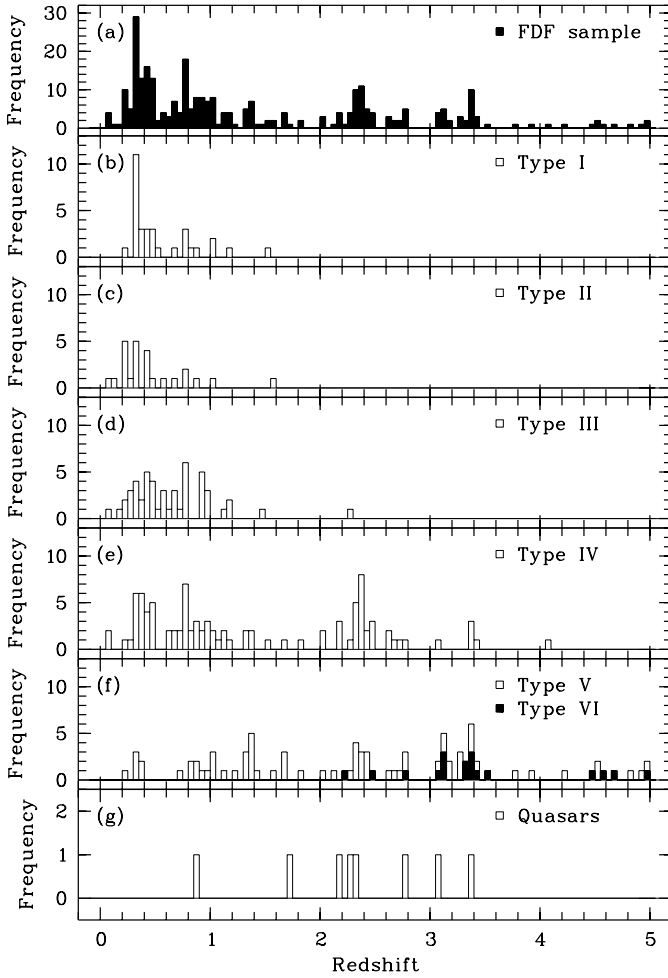 (a)
FDF sample
Frequency
30
20
10
0
(b)
Type I
Frequency
10
5
0
(c)
Type II
Frequency
10
5
0
(d)
Type III
Frequency
10
5
0
(e)
Type IV
Frequency
10
5
0
(f)
Type V
Type VI
Frequency
10
5
0
(g)
Quasars
Frequency
2
1
0
0 1 2 3 4 5
Redshift